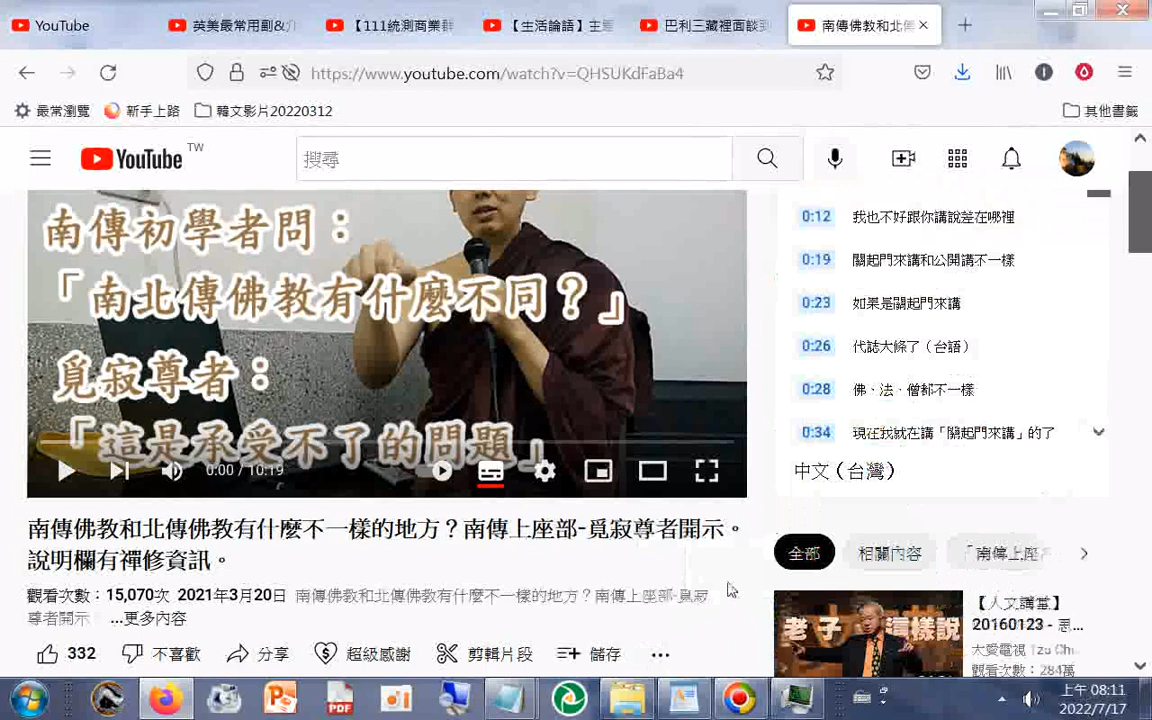 YouTube
英美最常用副&介
【111統測商業群
【生活論語】主
巴利三藏裡面談到
南傳佛教和北傳
https://www.youtube.com/watch?v=QHSUKdFaBa4
最常瀏覽
新手上路
韓文影片20220312
其他書籤
YouTube TW
搜尋
南傳初學者問：
「南北傳佛教有什麼不同？」
覓寂尊者：
「這是承受不了的問題」
0:00 / 10:19
0:12 我也不好跟你講說差在哪裡
0:19 關起門來講和公開講不一樣
0:23 如果是關起門來講
0:26 代誌大條了（台語）
0:28 佛、法、僧都不一樣
0:34 現在我就在講「關起門來講」的了
中文（台灣）
南傳佛教和北傳佛教有什麼不一樣的地方？南傳上座部-覓寂尊者開示。
說明欄有禪修資訊。
觀看次數：15,070次 2021年3月20日 南傳佛教和北傳佛教有什麼不一樣的地方？南傳上座部-覓寂
尊者開示 ...更多內容
332
不喜歡
分享
超級感謝
剪輯片段
儲存
全部
相關內容
「南傳上座
老子 這樣說
【人文講堂】
20160123 - 思...
大愛電視 Tzu Ch
觀看次數：284萬
上午 08:11
2022/7/17